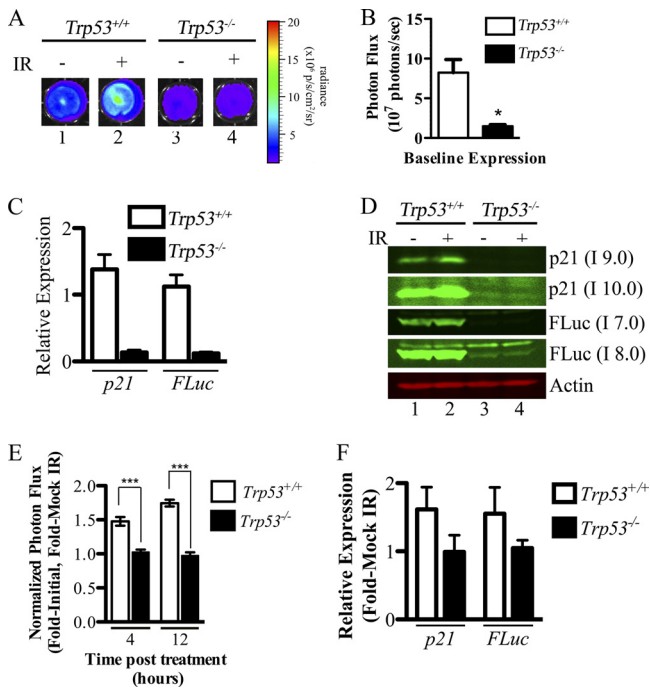 A
Trp53+/+ Trp53-/-
IR - + - +
1 2 3 4
20
15
10
5
radiance
(x10⁶ p/s/cm²/sr)
B
Photon Flux
(10⁷ photons/sec)
15
10
5
0
*
Baseline Expression
Trp53+/+
Trp53-/-
C
Relative Expression
2
1
0
p21 FLuc
Trp53+/+
Trp53-/-
D
Trp53+/+ Trp53-/-
IR - + - +
p21 (I 9.0)
p21 (I 10.0)
FLuc (I 7.0)
FLuc (I 8.0)
Actin
1 2 3 4
E
Normalized Photon Flux
(Fold-Initial, Fold-Mock IR)
2.0
1.5
1.0
0.5
0.0
*** ***
4 12
Time post treatment
(hours)
Trp53+/+
Trp53-/-
F
Relative Expression
(Fold-Mock IR)
2
1
0
p21 FLuc
Trp53+/+
Trp53-/-